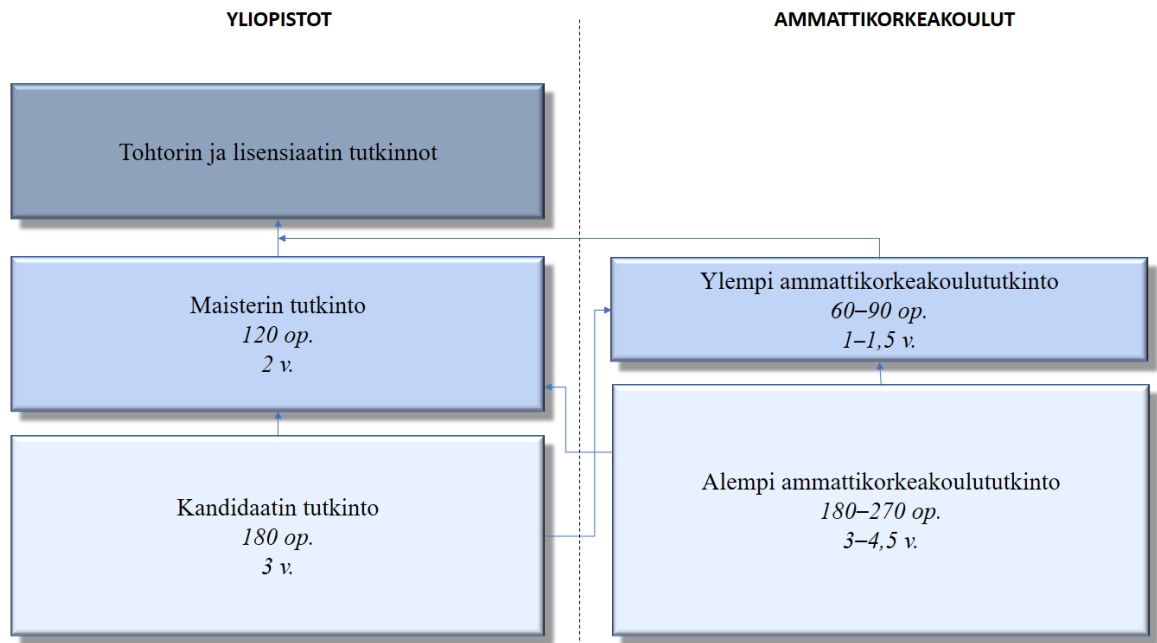 YLIOPISTOT
AMMATTIKORKEAKOULUT
Tohtorin ja lisensiaatin tutkinnot
Maisterin tutkinto
120 op.
2 v.
Ylempi ammattikorkeakoulututkinto
60–90 op.
1–1,5 v.
Kandidaatin tutkinto
180 op.
3 v.
Alempi ammattikorkeakoulututkinto
180–270 op.
3–4,5 v.